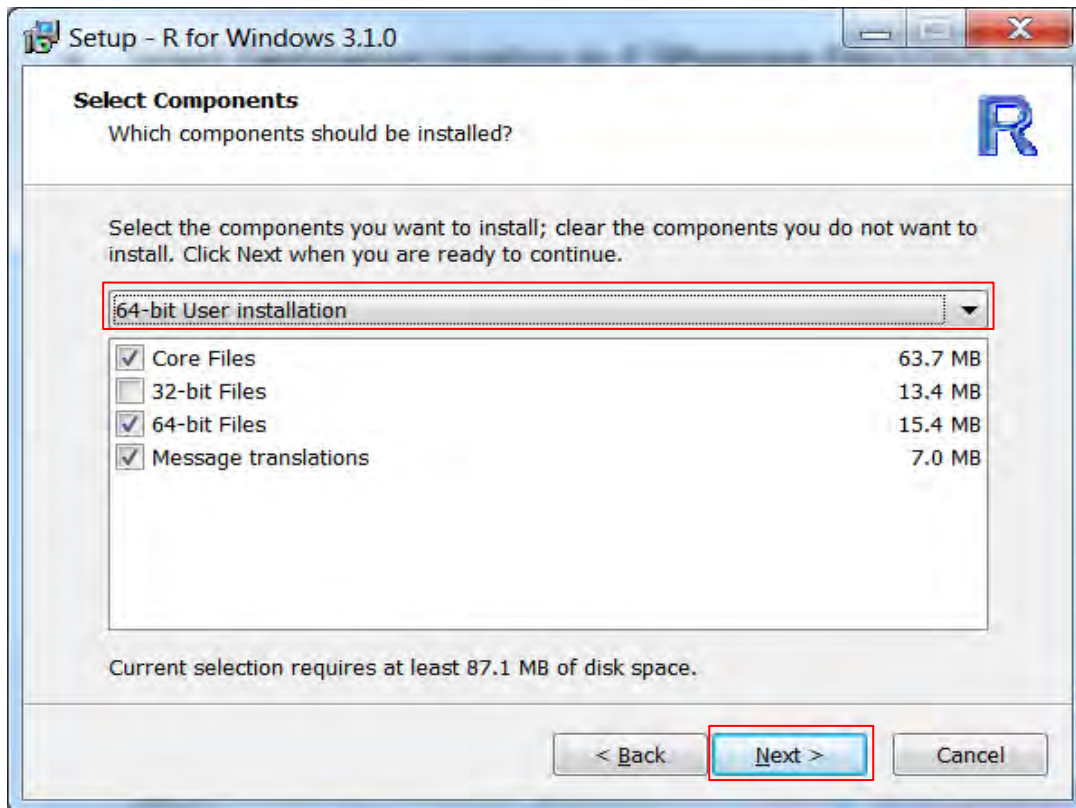 Setup - R for Windows 3.1.0
Select Components
Which components should be installed?
R
Select the components you want to install; clear the components you do not want to
install. Click Next when you are ready to continue.
64-bit User installation
Core Files 63.7 MB
32-bit Files 13.4 MB
64-bit Files 15.4 MB
Message translations 7.0 MB
Current selection requires at least 87.1 MB of disk space.
< Back Next > Cancel